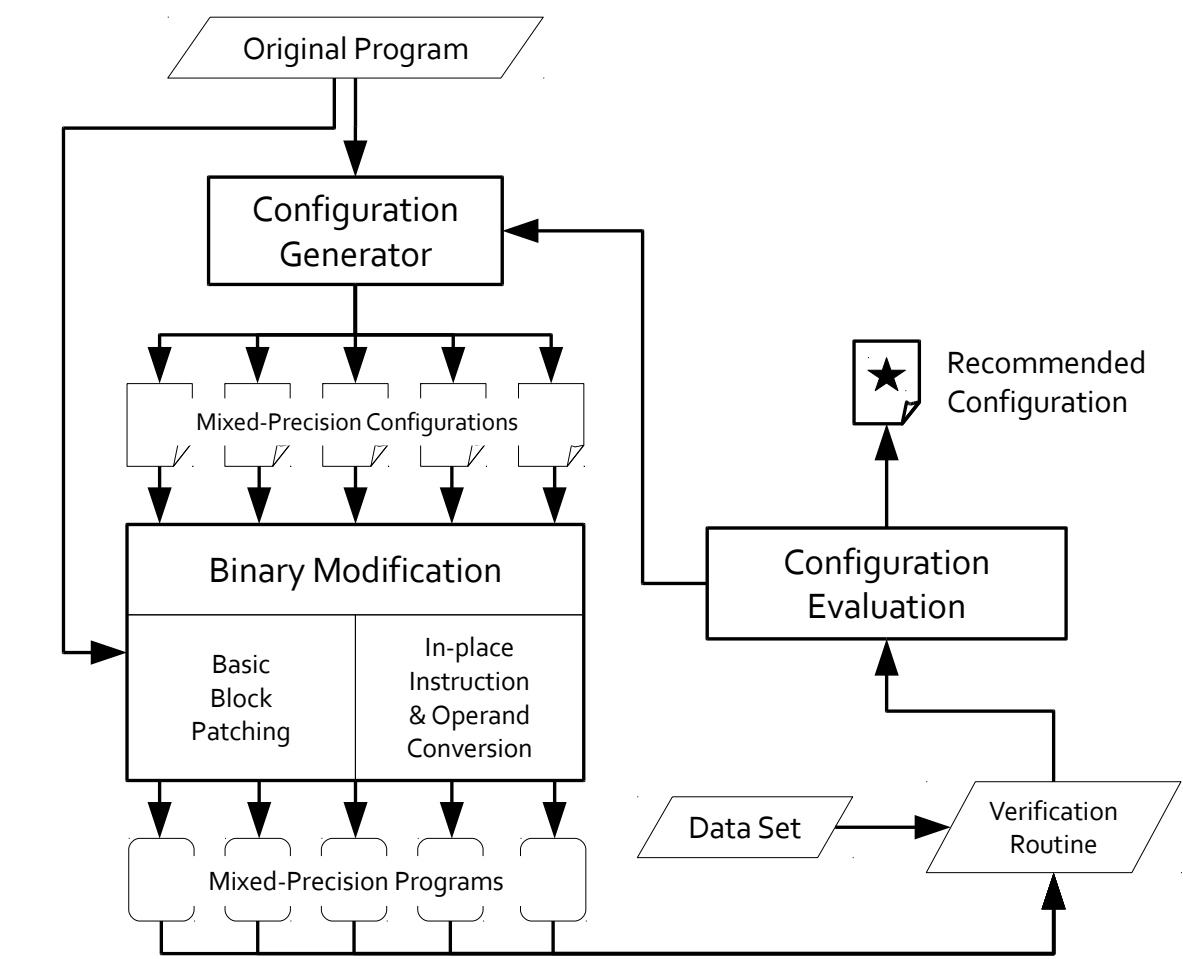 Original Program
Configuration
Generator
Mixed-Precision Configurations
Recommended
Configuration
Binary Modification
Basic
Block
Patching
In-place
Instruction
& Operand
Conversion
Configuration
Evaluation
Data Set
Verification
Routine
Mixed-Precision Programs